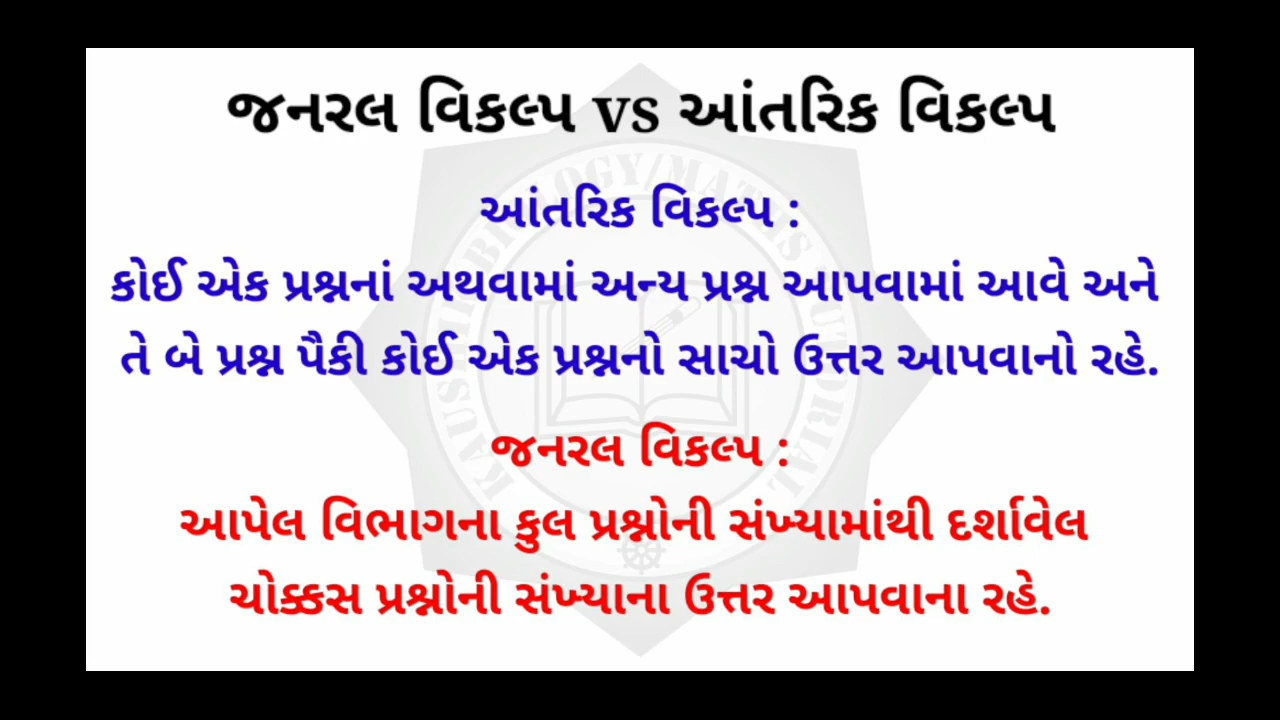 જનરલ વિકલ્પ vs આંતરિક વિકલ્પ
આંતરિક વિકલ્પ :
કોઈ એક પ્રશ્નનાં અથવામાં અન્ય પ્રશ્ન આપવામાં આવે અને
તે બે પ્રશ્ન પૈકી કોઈ એક પ્રશ્નનો સાચો ઉત્તર આપવાનો રહે.
જનરલ વિકલ્પ :
આપેલ વિભાગના કુલ પ્રશ્નોની સંખ્યામાંથી દર્શાવેલ
ચોક્કસ પ્રશ્નોની સંખ્યાના ઉત્તર આપવાના રહે.